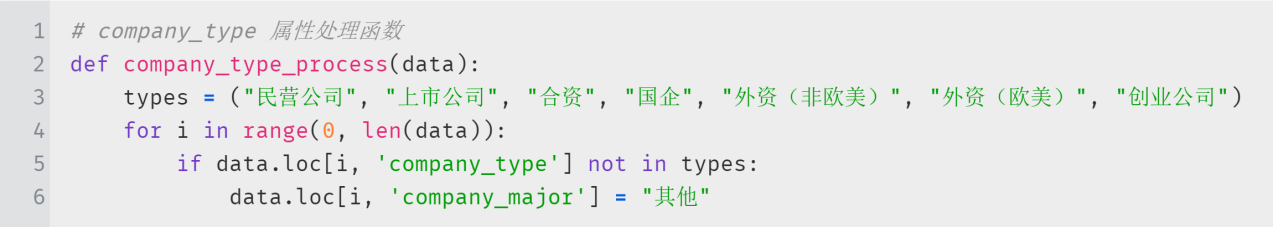 1 # company_type 属性处理函数
2 def company_type_process(data):
3     types = ("民营公司", "上市公司", "合资", "国企", "外资（非欧美）", "外资（欧美）", "创业公司")
4     for i in range(0, len(data)):
5         if data.loc[i, 'company_type'] not in types:
6             data.loc[i, 'company_major'] = "其他"